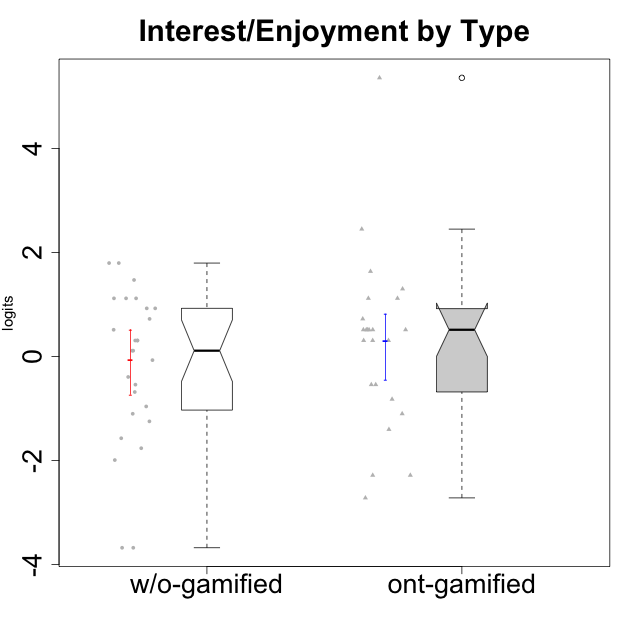 Interest/Enjoyment by Type
logits
4
2
0
-2
-4
w/o-gamified
ont-gamified